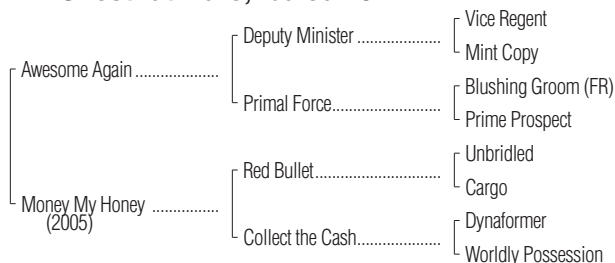 Vice Regent
Deputy Minister
Mint Copy
Awesome Again
Blushing Groom (FR)
Primal Force
Prime Prospect
Unbridled
Red Bullet
Cargo
Money My Honey
(2005)
Dynaformer
Collect the Cash
Worldly Possession